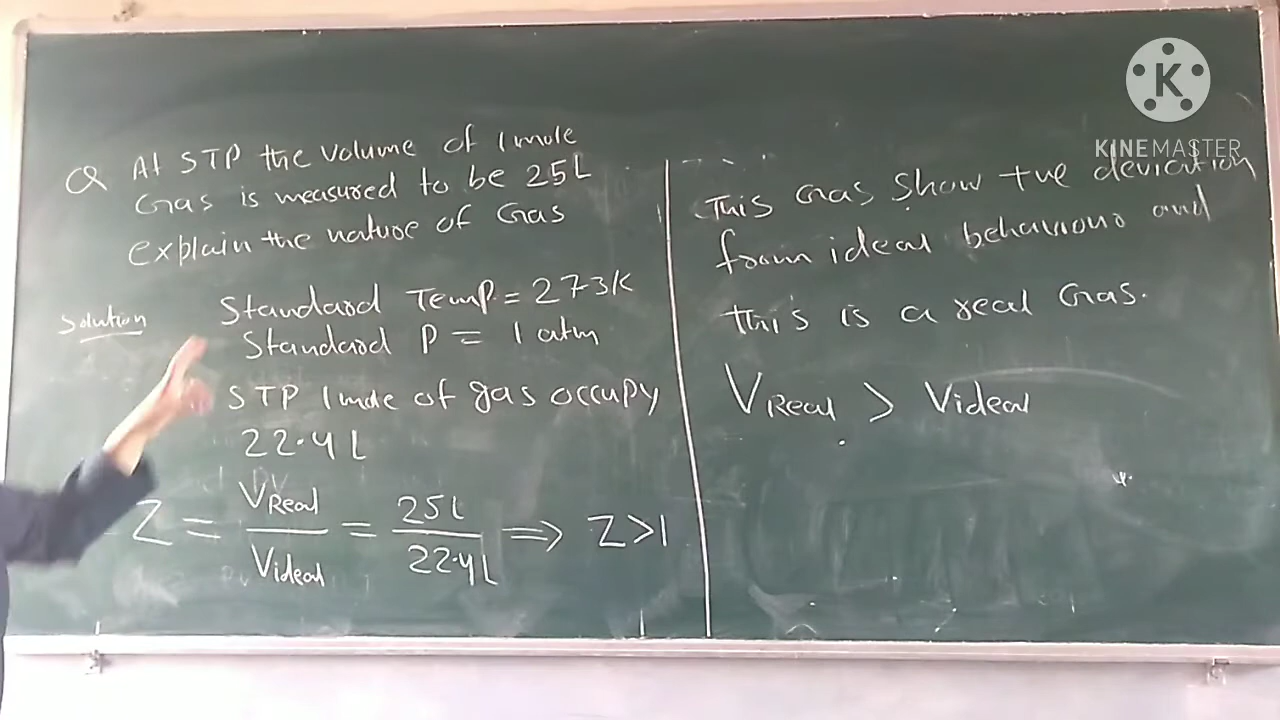 Q At STP the volume of 1 mole
Gas is measured to be 25L
explain the nature of Gas
Solution
Standard Temp. = 273K
Standard P = 1 atm
STP 1 mole of gas occupy
22.4 L
Z = VReal / Videal = 25L / 22.4L ⇒ Z > 1
This Gas Show +ve deviation
from ideal behaviour and
this is a real Gas.
VReal > Videal
K
KINEMASTER